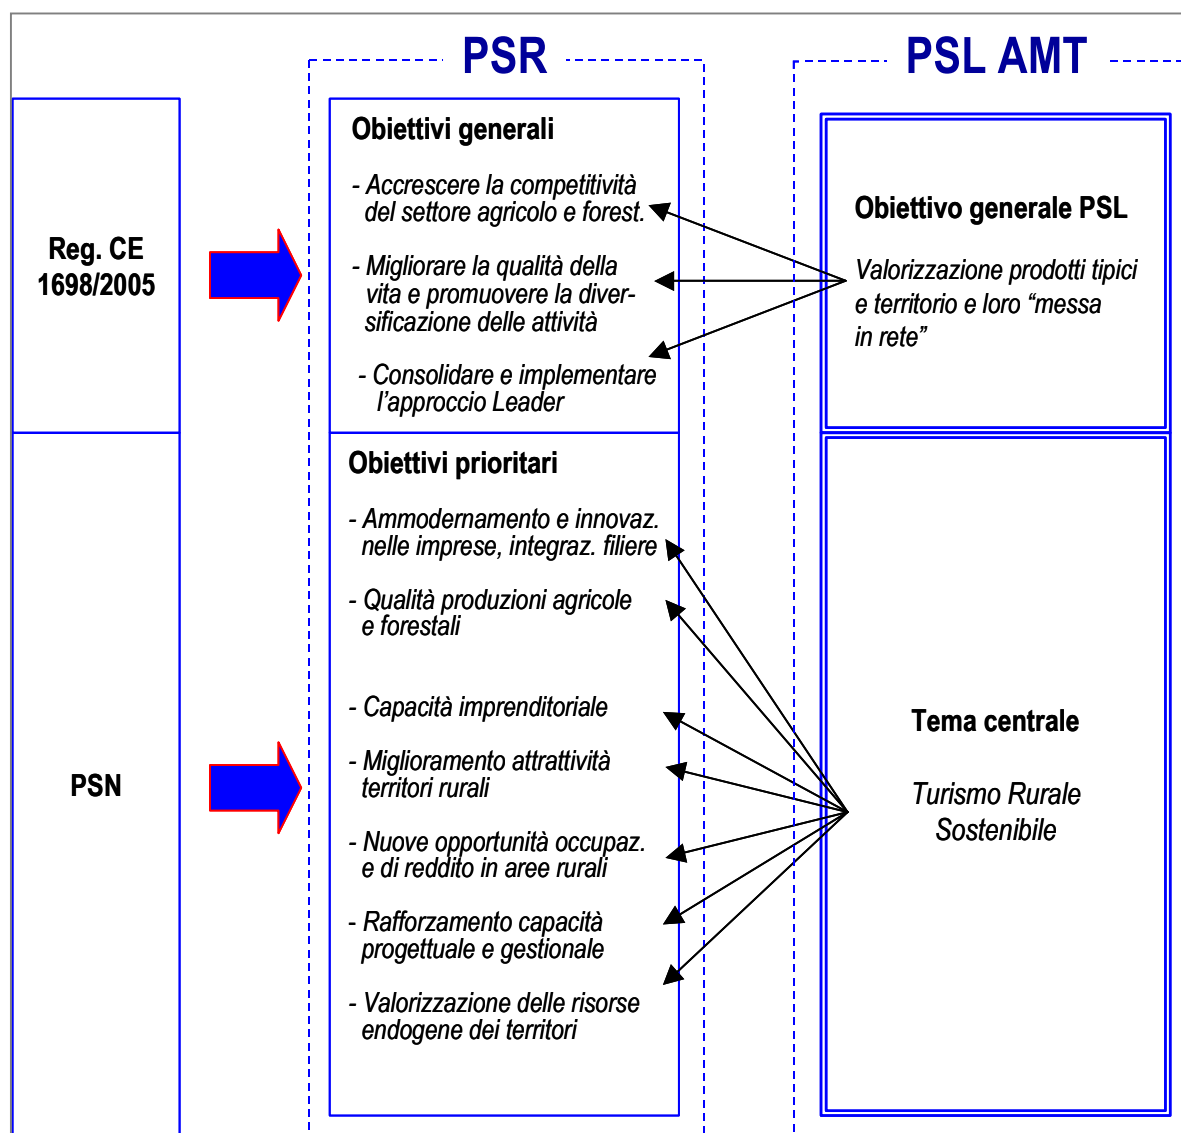 PSR
PSL AMT
Reg. CE
1698/2005
Obiettivi generali
- Accrescere la competitività
del settore agricolo e forest.
- Migliorare la qualità della
vita e promuovere la diver-
sificazione delle attività
- Consolidare e implementare
l’approccio Leader
Obiettivo generale PSL
Valorizzazione prodotti tipici
e territorio e loro “messa
in rete”
PSN
Obiettivi prioritari
- Ammodernamento e innovaz.
nelle imprese, integraz. filiere
- Qualità produzioni agricole
e forestali
- Capacità imprenditoriale
- Miglioramento attrattività
territori rurali
- Nuove opportunità occupaz.
e di reddito in aree rurali
- Rafforzamento capacità
progettuale e gestionale
- Valorizzazione delle risorse
endogene dei territori
Tema centrale
Turismo Rurale
Sostenibile